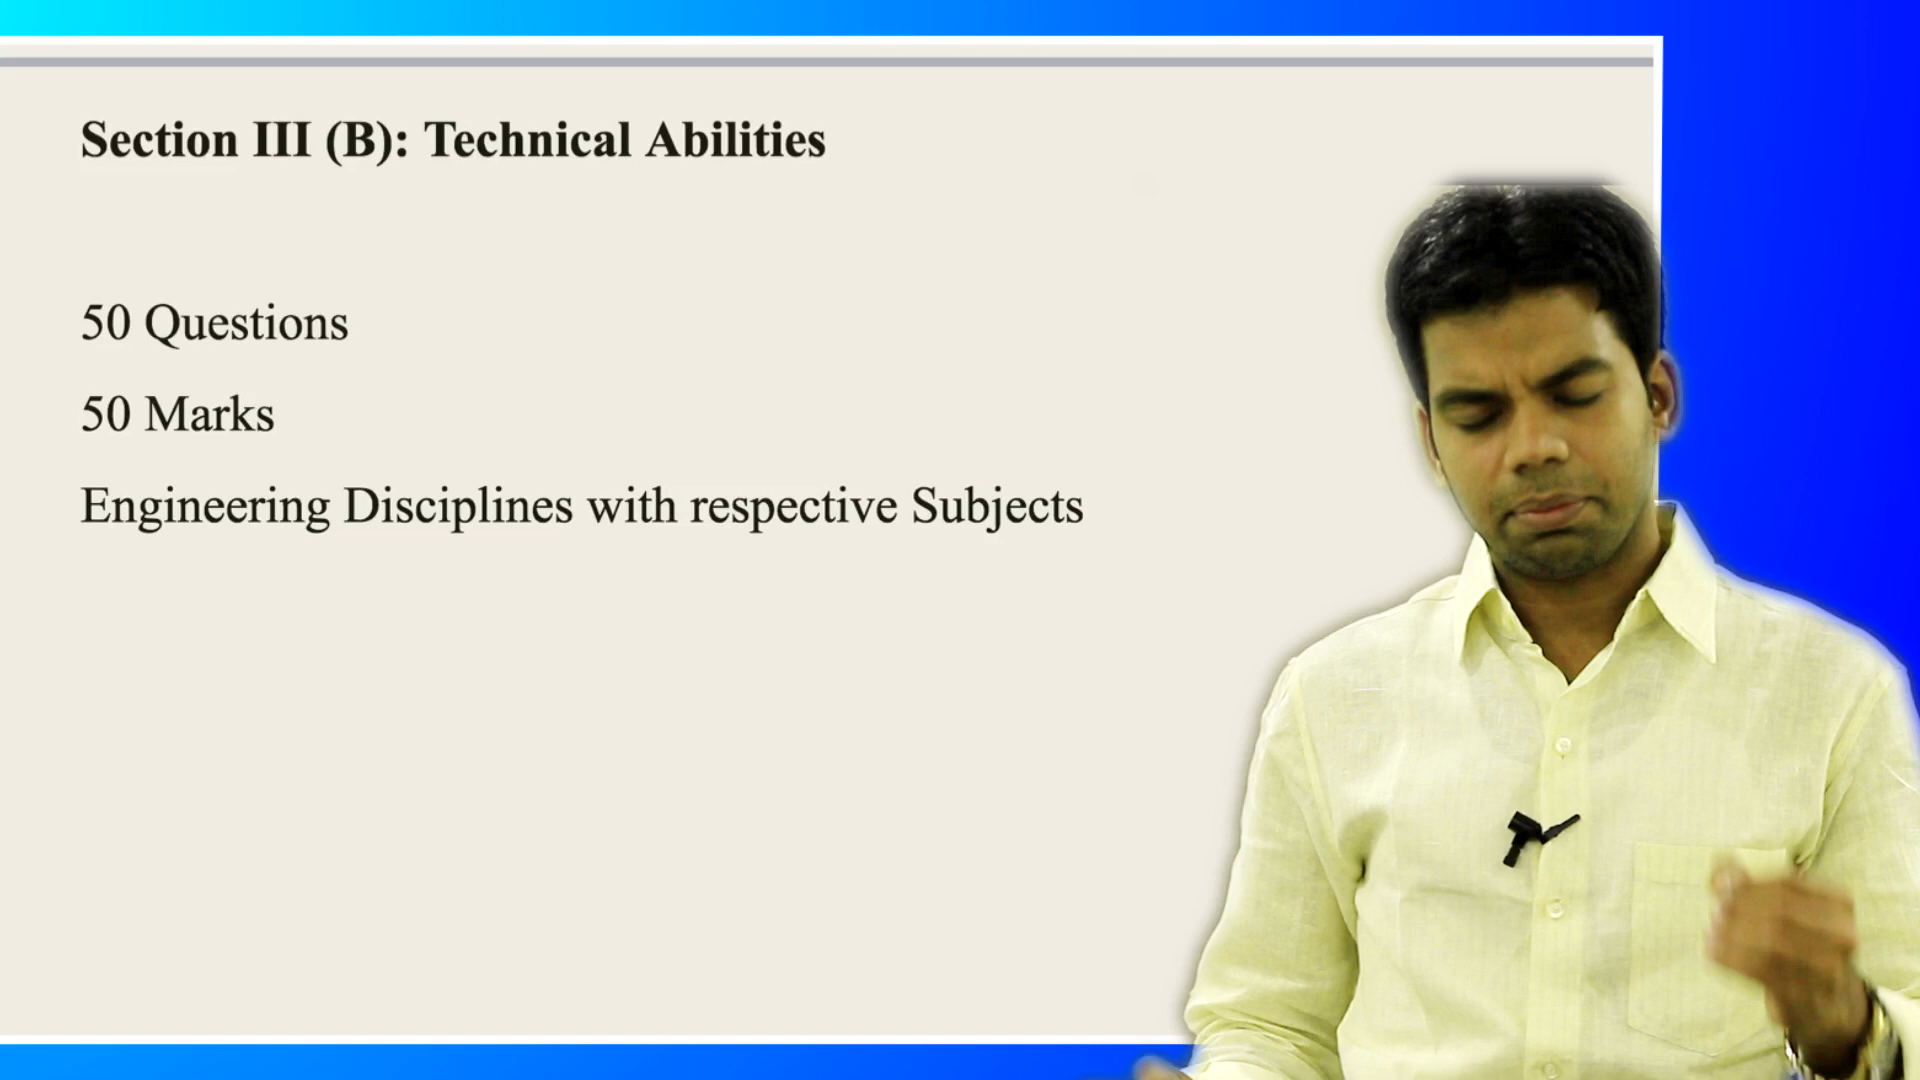 Section III (B): Technical Abilities
50 Questions
50 Marks
Engineering Disciplines with respective Subjects